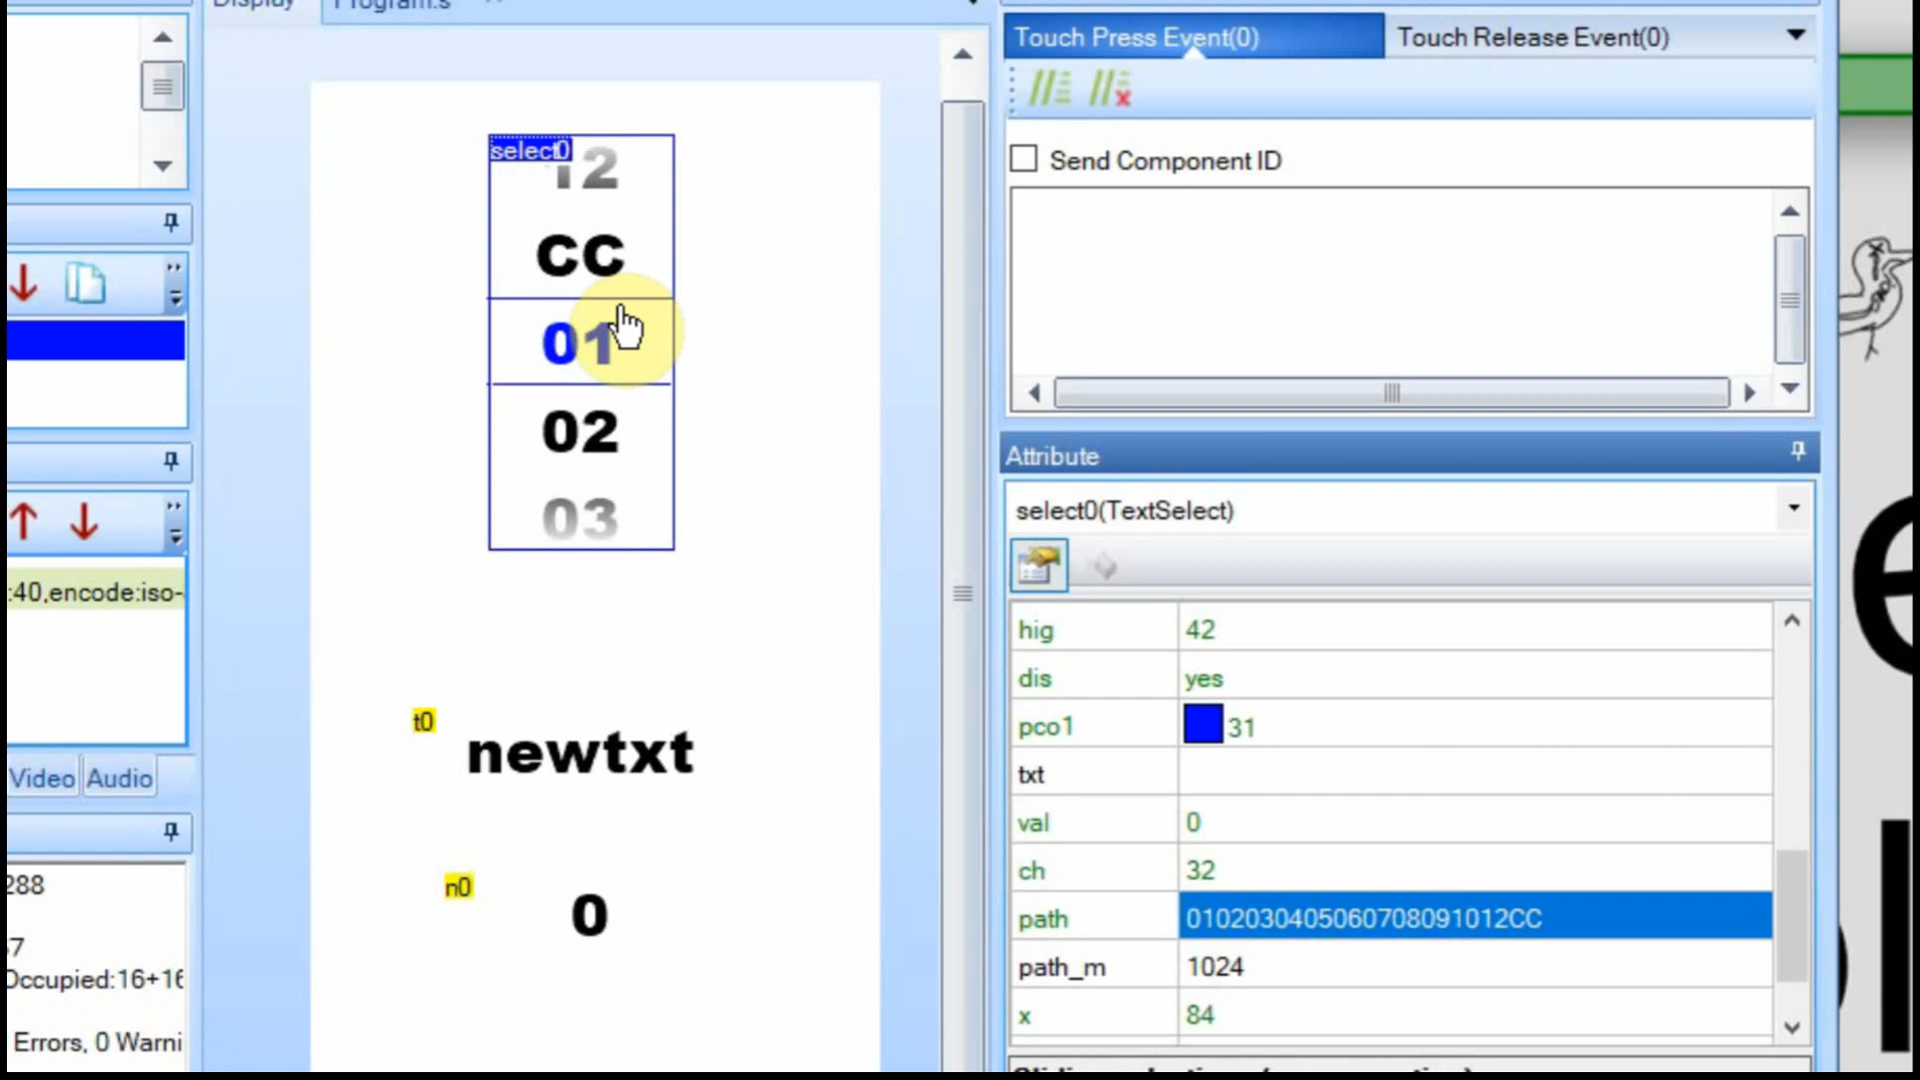 Display
Program.s
Touch Press Event(0)
Touch Release Event(0)
Send Component ID
select0
12
CC
01
02
03
Attribute
select0(TextSelect)
:40,encode:iso-
hig 42
dis yes
pco1 31
txt
val 0
ch 32
path 0102030405060708091012CC
path_m 1024
x 84
t0
newtxt
n0
0
Video
Audio
288
Occupied:16+16
Errors, 0 Warni